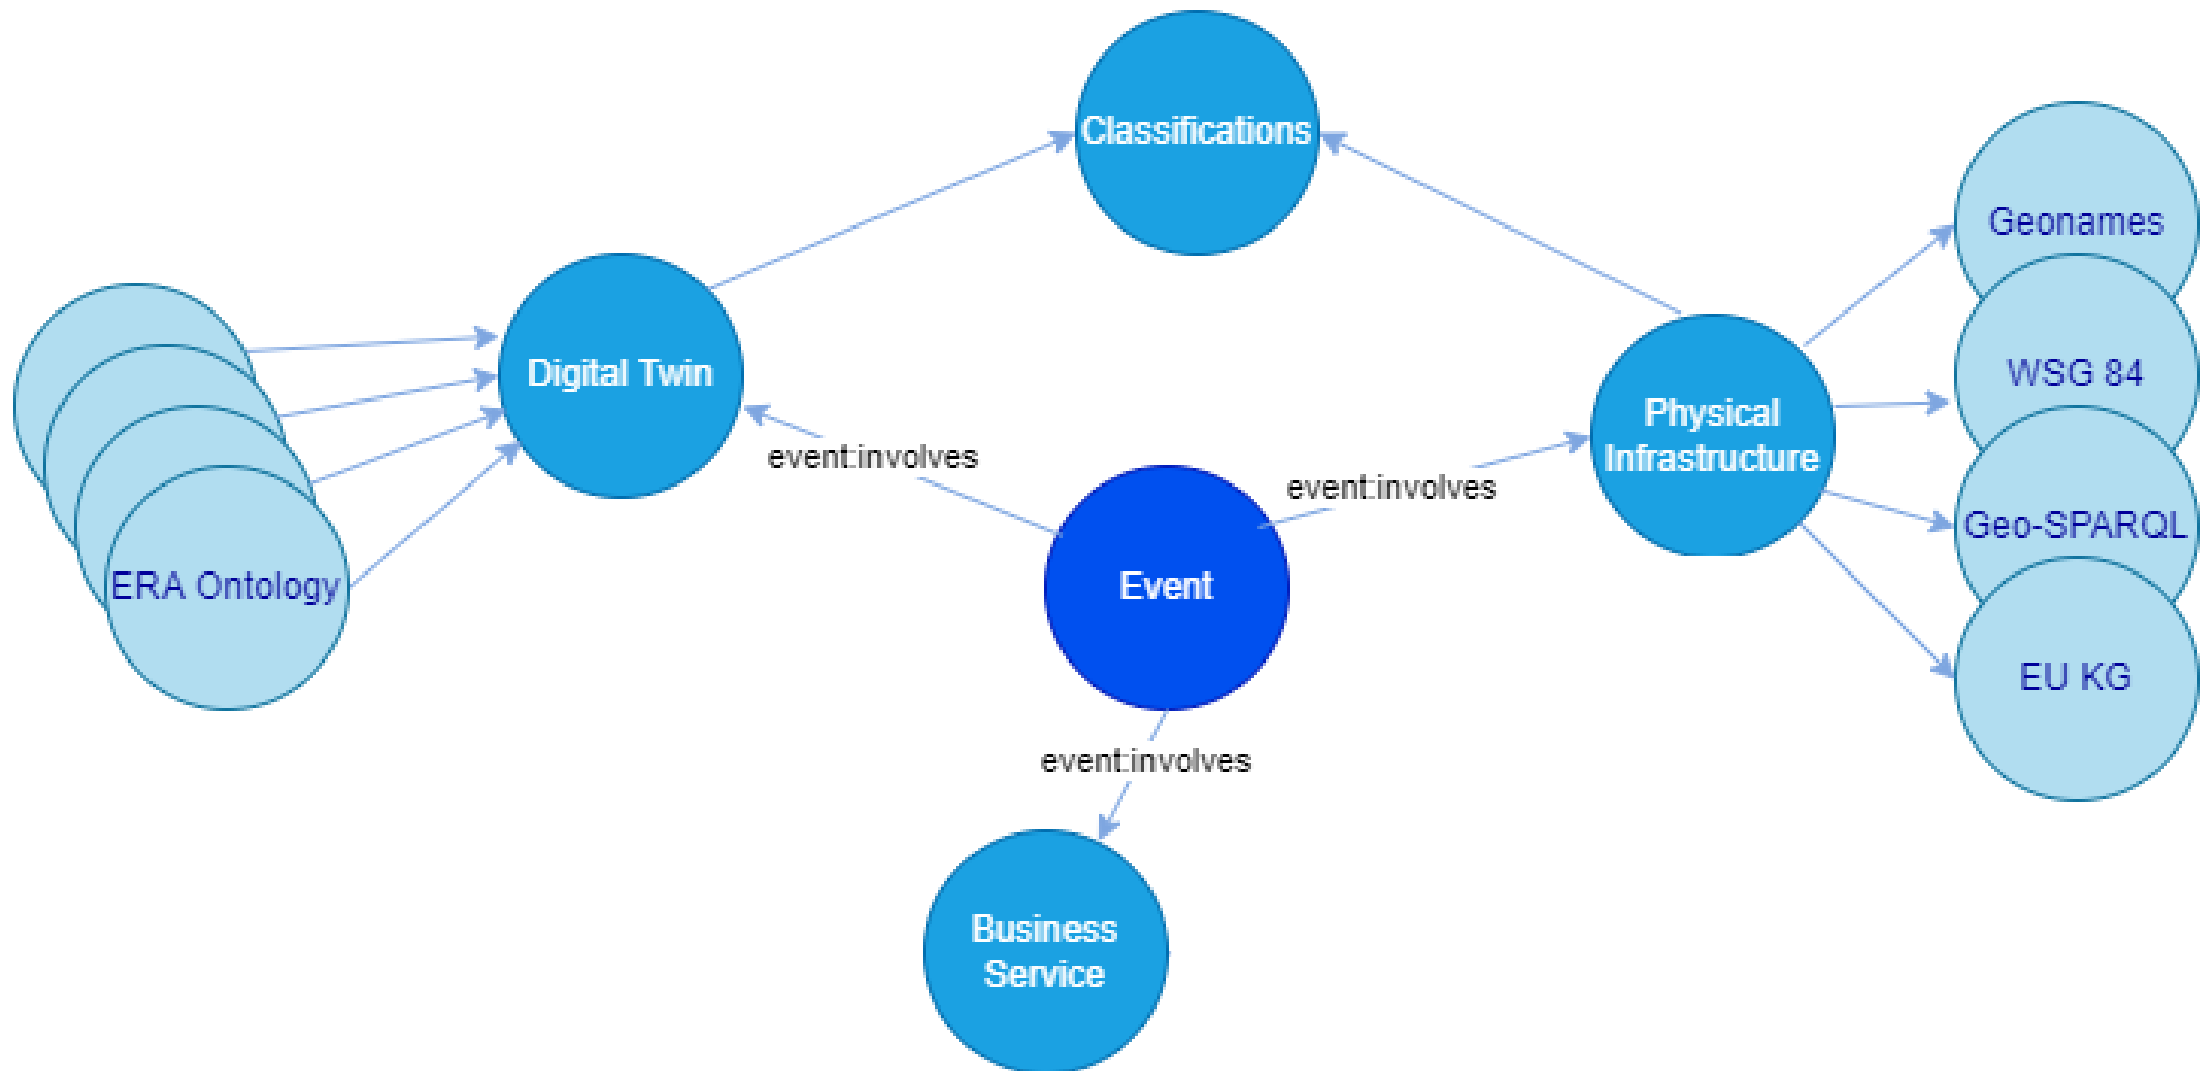 Classifications
Geonames
Digital Twin
WSG 84
Physical
Infrastructure
event:involves
event:involves
Geo-SPARQL
ERA Ontology
Event
EU KG
event:involves
Business
Service